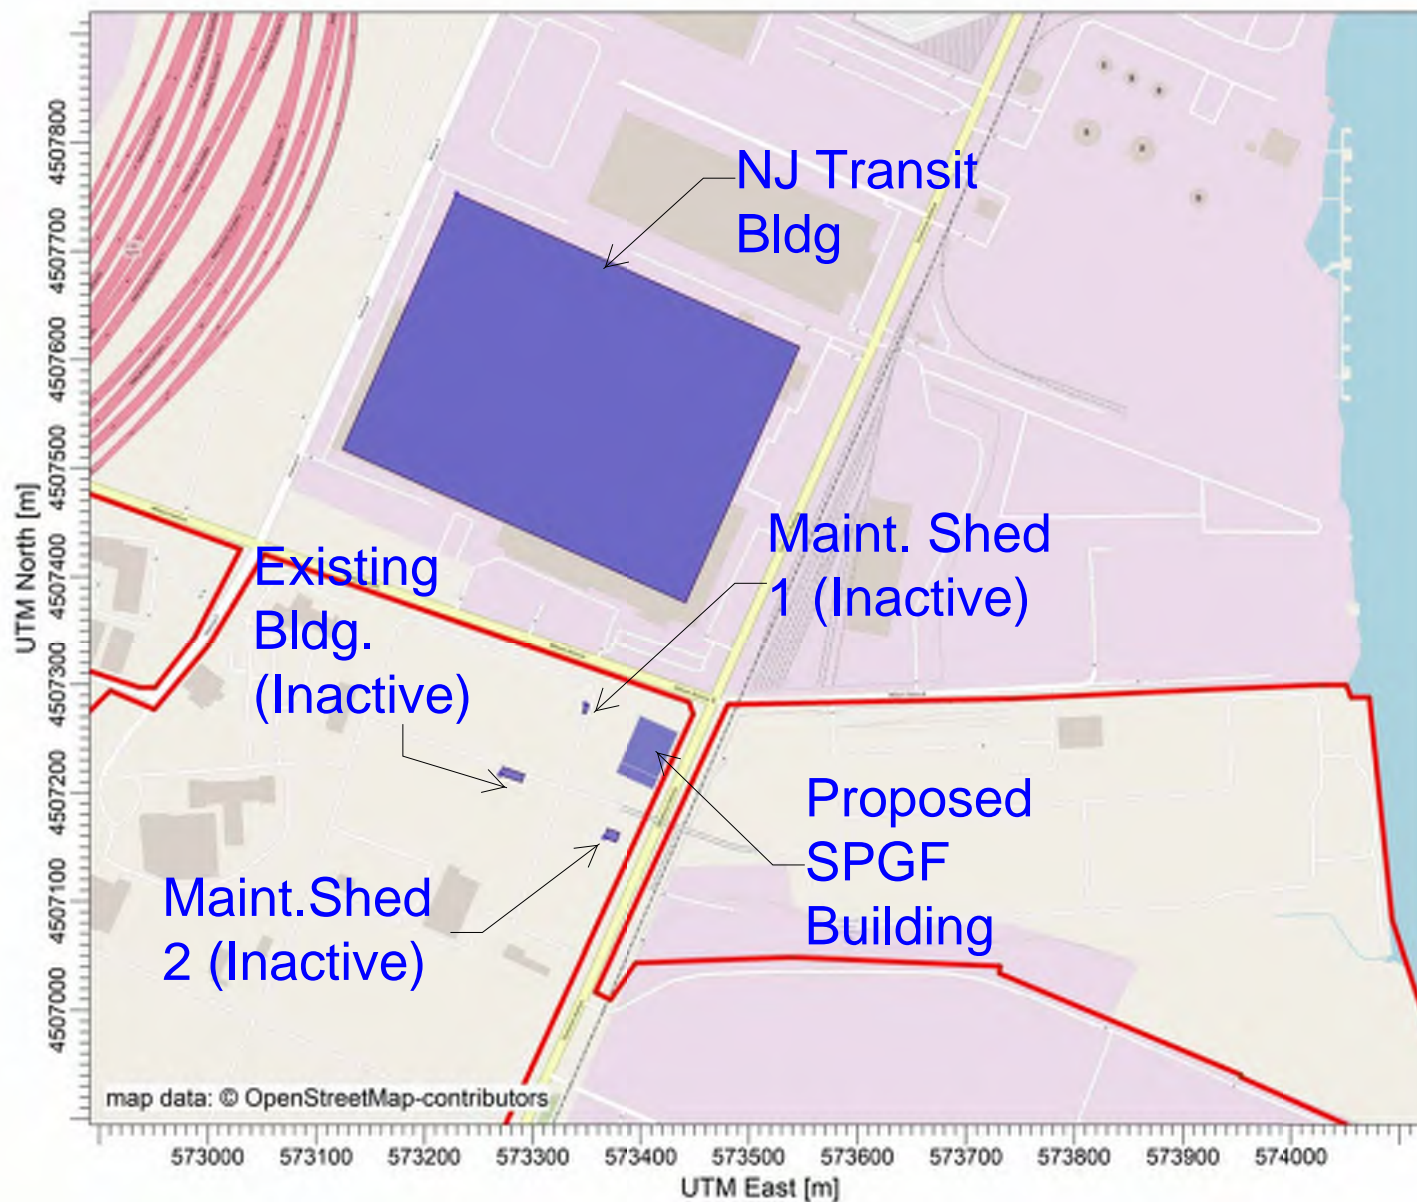 NJ Transit
Bldg
Maint. Shed
1 (Inactive)
Existing
Bldg.
(Inactive)
Proposed
SPGF
Building
Maint.Shed
2 (Inactive)
map data: © OpenStreetMap-contributors
UTM North [m]
4507800
4507700
4507600
4507500
4507400
4507300
4507200
4507100
4507000
573000 573100 573200 573300 573400 573500 573600 573700 573800 573900 574000
UTM East [m]